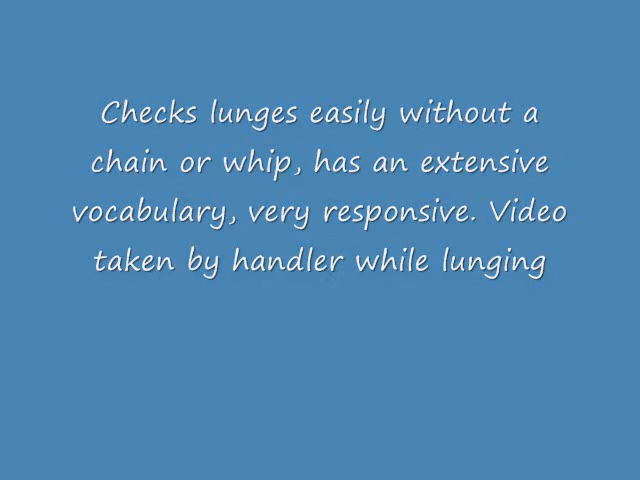 Checks lunges easily without a
chain or whip, has an extensive
vocabulary, very responsive. Video
taken by handler while lunging